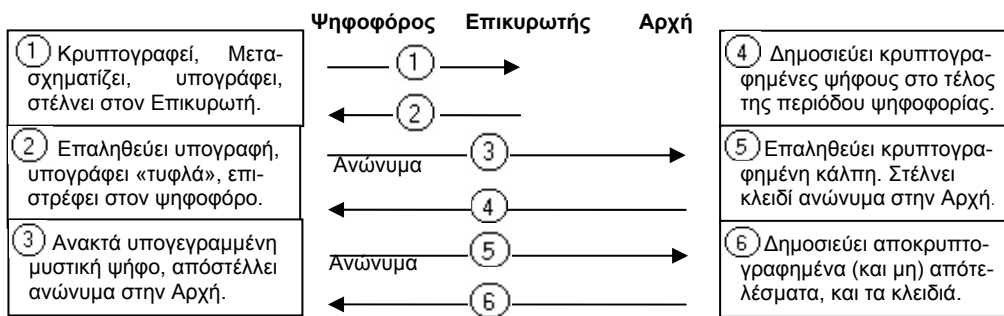 Ψηφοφόρος Επικυρωτής Αρχή
1 Κρυπτογραφεί, Μετα-
σχηματίζει, υπογράφει,
στέλνει στον Επικυρωτή.
2 Επαληθεύει υπογραφή,
υπογράφει «τυφλά», επι-
στρέφει στον ψηφοφόρο.
3 Ανακτά υπογεγραμμένη
μυστική ψήφο, απόστέλλει
ανώνυμα στην Αρχή.
1
2
3
Ανώνυμα
4
5
Ανώνυμα
6
4 Δημοσιεύει κρυπτογρα-
φημένες ψήφους στο τέλος
της περιόδου ψηφοφορίας.
5 Επαληθεύει κρυπτογρα-
φημένη κάλπη. Στέλνει
κλειδί ανώνυμα στην Αρχή.
6 Δημοσιεύει αποκρυπτο-
γραφημένα (και μη) απότε-
λέσματα, και τα κλειδιά.